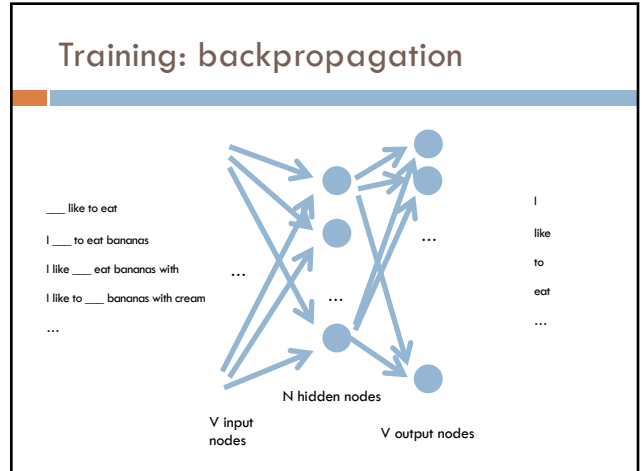 Training: backpropagation
___ like to eat
I ___ to eat bananas
I like ___ eat bananas with
I like to ___ bananas with cream
…
…
…
…
I
like
to
eat
…
N hidden nodes
V input
nodes
V output nodes